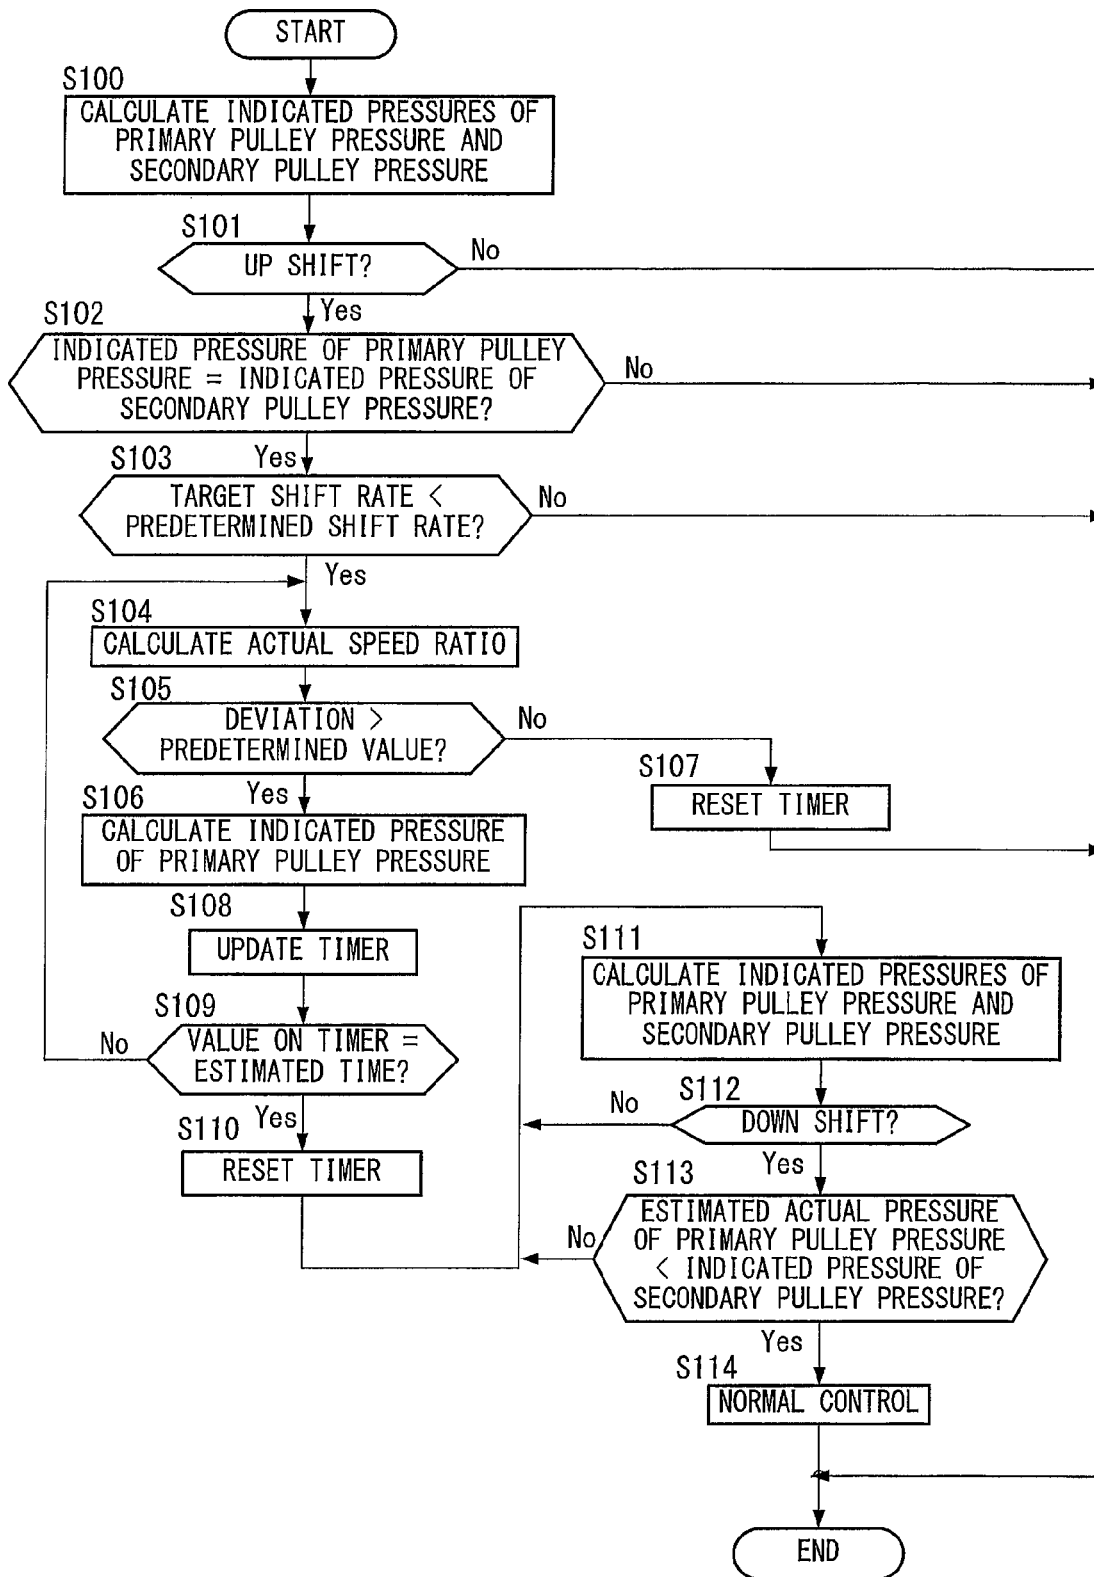 START
S100
CALCULATE INDICATED PRESSURES OF
PRIMARY PULLEY PRESSURE AND
SECONDARY PULLEY PRESSURE
S101
UP SHIFT?
No
Yes
S102
INDICATED PRESSURE OF PRIMARY PULLEY
PRESSURE = INDICATED PRESSURE OF
SECONDARY PULLEY PRESSURE?
No
Yes
S103
TARGET SHIFT RATE <
PREDETERMINED SHIFT RATE?
No
Yes
S104
CALCULATE ACTUAL SPEED RATIO
S105
DEVIATION >
PREDETERMINED VALUE?
No
Yes
S107
RESET TIMER
S106
CALCULATE INDICATED PRESSURE
OF PRIMARY PULLEY PRESSURE
S108
UPDATE TIMER
S109
VALUE ON TIMER =
ESTIMATED TIME?
No
Yes
S110
RESET TIMER
S111
CALCULATE INDICATED PRESSURES OF
PRIMARY PULLEY PRESSURE AND
SECONDARY PULLEY PRESSURE
S112
DOWN SHIFT?
No
Yes
S113
ESTIMATED ACTUAL PRESSURE
OF PRIMARY PULLEY PRESSURE
< INDICATED PRESSURE OF
SECONDARY PULLEY PRESSURE?
No
Yes
S114
NORMAL CONTROL
END